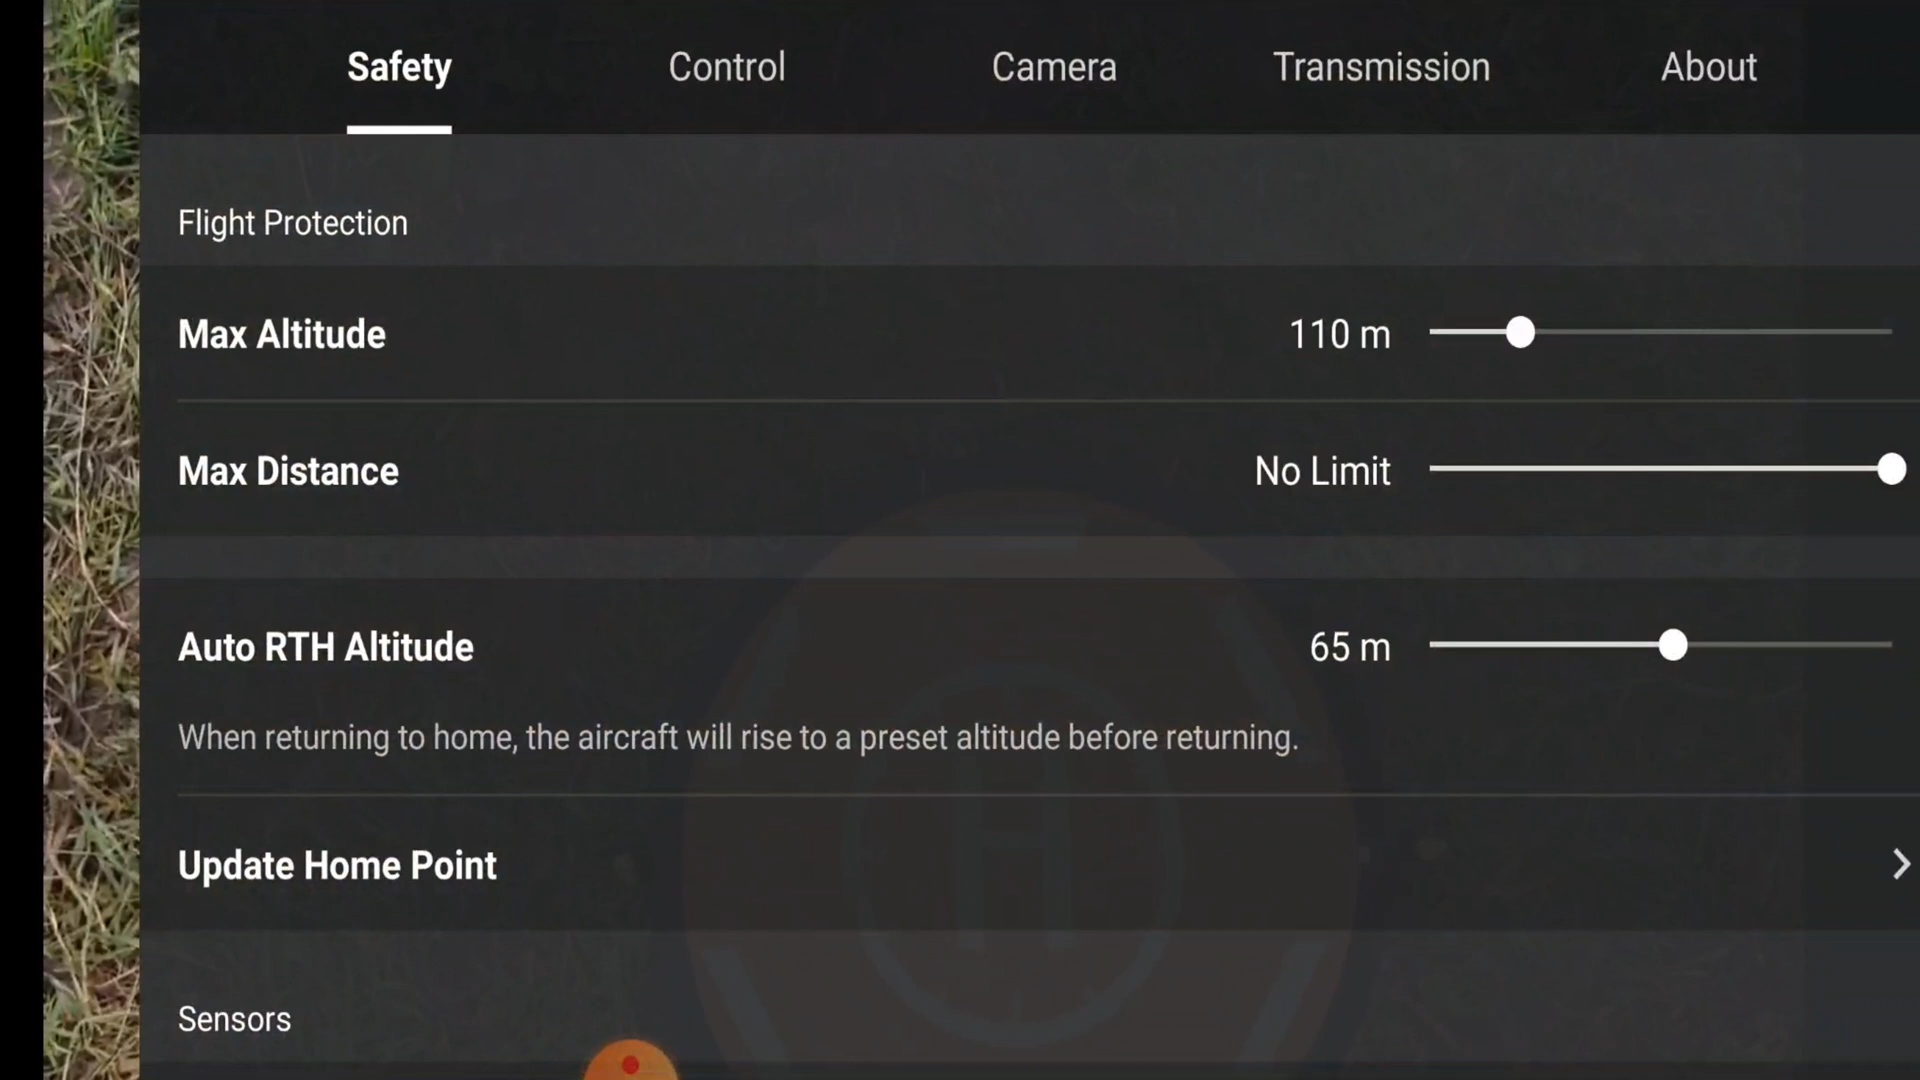 Safety Control Camera Transmission About
Flight Protection
Max Altitude 110 m
Max Distance No Limit
Auto RTH Altitude 65 m
When returning to home, the aircraft will rise to a preset altitude before returning.
Update Home Point
Sensors
H